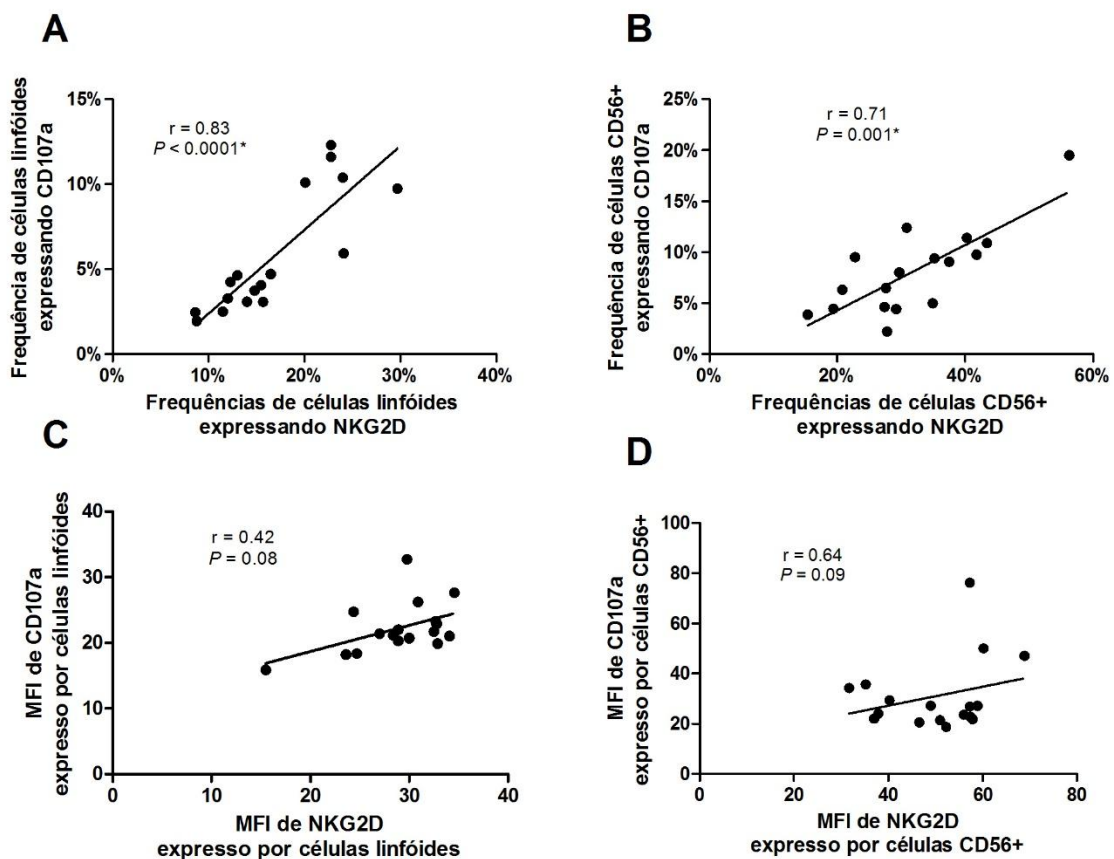 A
Frequência de células linfóides
expressando CD107a
15%
10%
5%
0%
r = 0.83
P < 0.0001*
0%
10%
20%
30%
40%
Frequências de células linfóides
expressando NKG2D
B
Frequência de células CD56+
expressando CD107a
25%
20%
15%
10%
5%
0%
r = 0.71
P = 0.001*
0%
20%
40%
60%
Frequências de células CD56+
expressando NKG2D
C
MFI de CD107a
expresso por células linfóides
40
30
20
10
0
r = 0.42
P = 0.08
0
10
20
30
40
MFI de NKG2D
expresso por células linfóides
D
MFI de CD107a
expresso por células CD56+
100
80
60
40
20
0
r = 0.64
P = 0.09
0
20
40
60
80
MFI de NKG2D
expresso por células CD56+